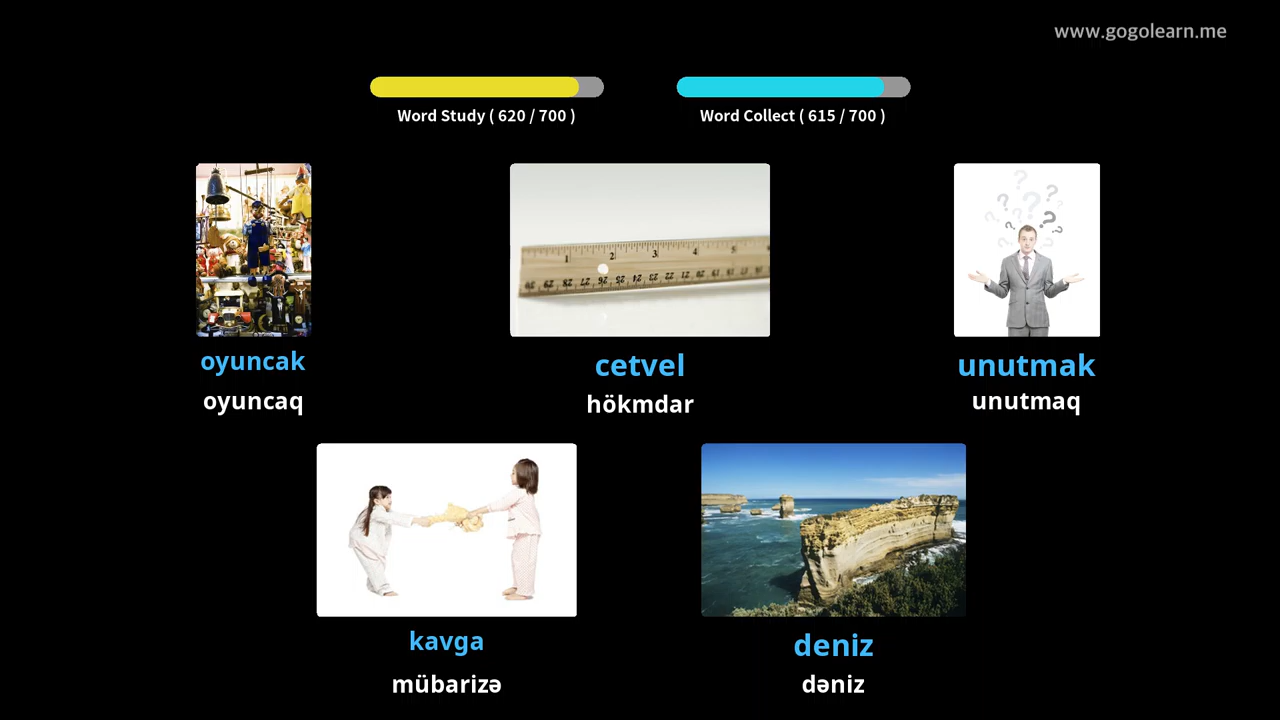 www.gogolearn.me
Word Study ( 620 / 700 )
Word Collect ( 615 / 700 )
oyuncak
oyuncaq
cetvel
hökmdar
unutmak
unutmaq
kavga
mübarizə
deniz
dəniz